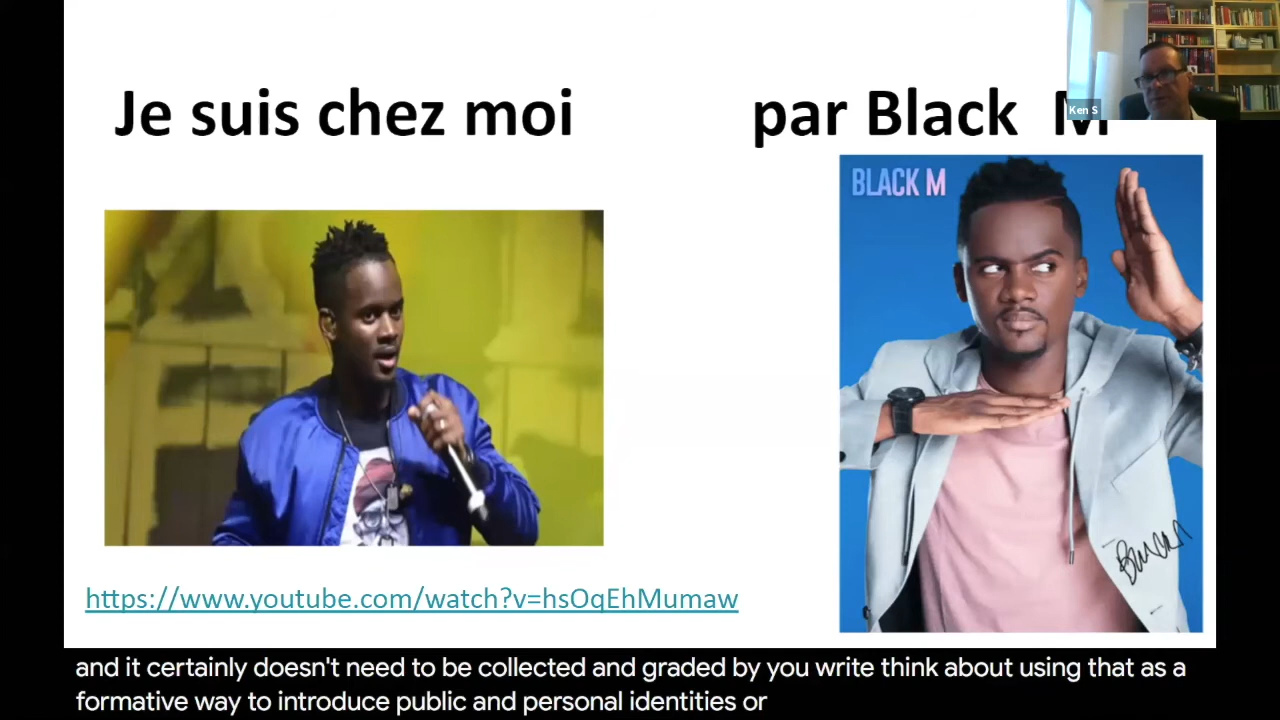 Je suis chez moi par Black M
Ken S
BLACK M
https://www.youtube.com/watch?v=hsOqEhMumaw
and it certainly doesn't need to be collected and graded by you write think about using that as a
formative way to introduce public and personal identities or